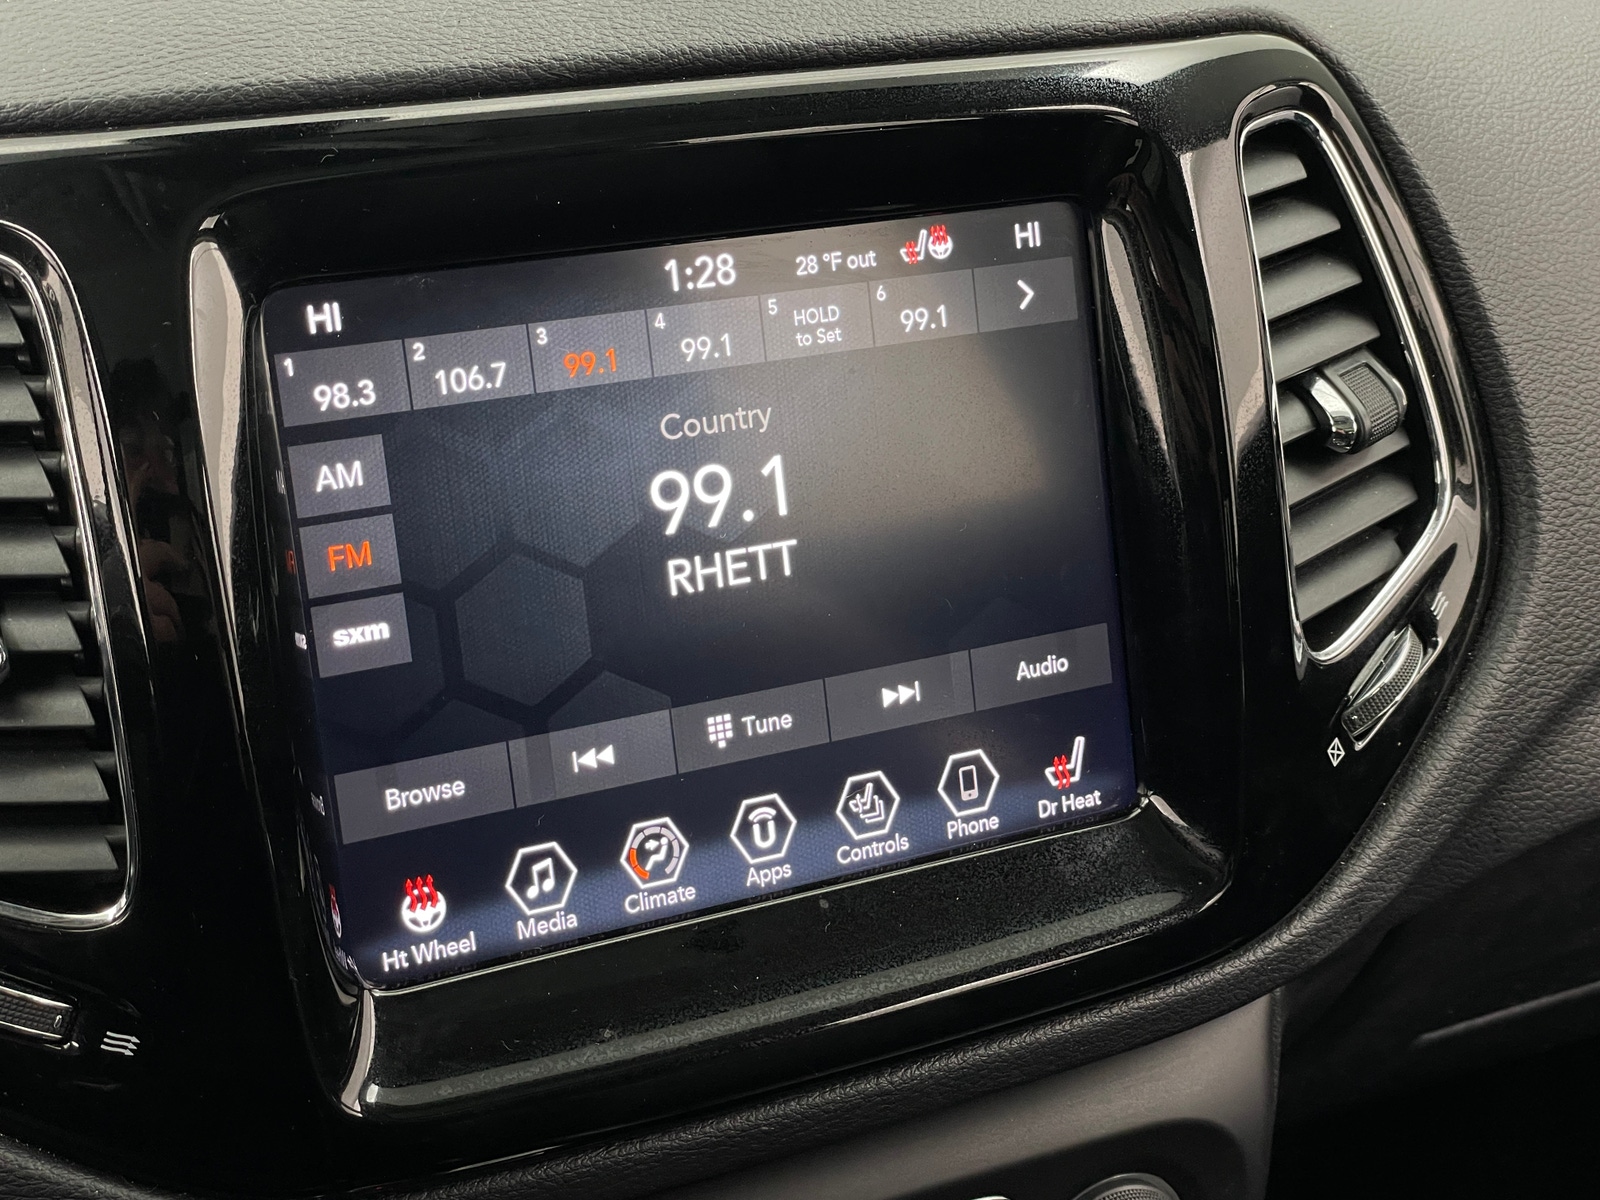 HI
1:28
28 °F out
HI
1
98.3
2
106.7
3
99.1
4
99.1
5
HOLD
to Set
6
99.1
Country
99.1
RHETT
AM
FM
sxm
Browse
Tune
Audio
Ht Wheel
Media
Climate
Apps
Controls
Phone
Dr Heat